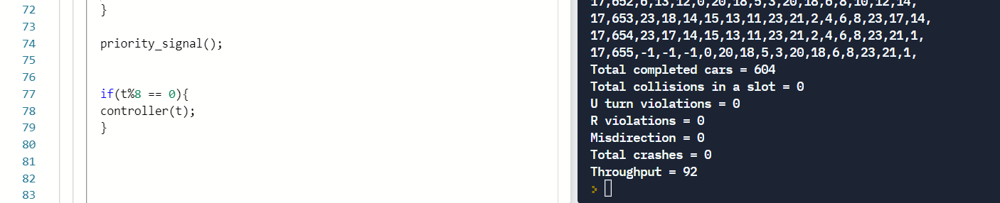 72 }
73
74 priority_signal();
75
76
77 if(t%8 == 0){
78 controller(t);
79 }
80
81
82
83
17,652,6,13,12,0,20,18,5,3,20,18,6,8,10,12,14,
17,653,23,18,14,15,13,11,23,21,2,4,6,8,23,17,14,
17,654,23,17,14,15,13,11,23,21,2,4,6,8,23,21,1,
17,655,-1,-1,-1,0,20,18,5,3,20,18,6,8,23,21,1,
Total completed cars = 604
Total collisions in a slot = 0
U turn violations = 0
R violations = 0
Misdirection = 0
Total crashes = 0
Throughput = 92
>